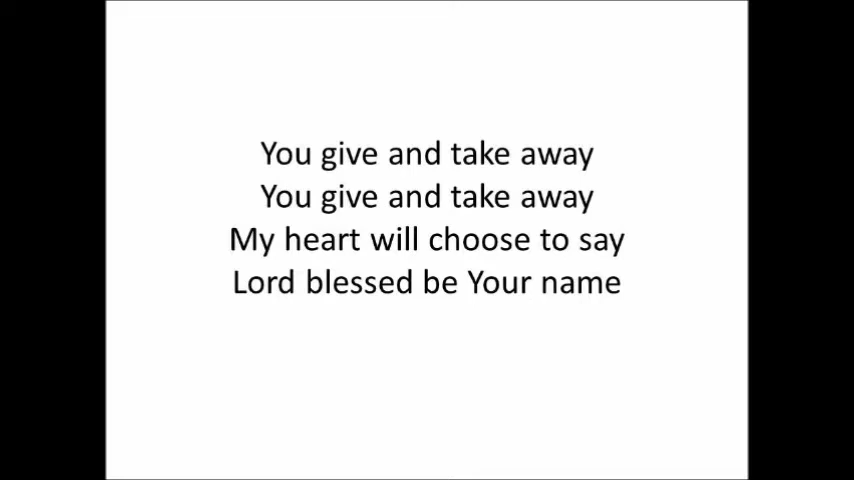 You give and take away
You give and take away
My heart will choose to say
Lord blessed be Your name